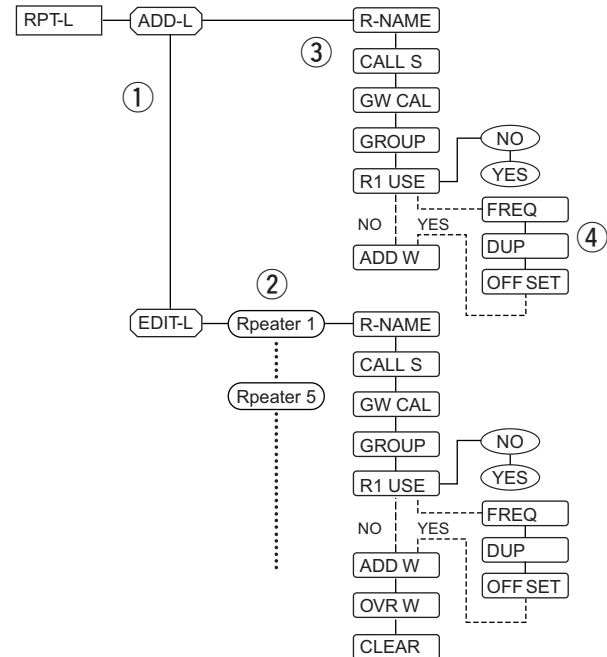 RPT-L
ADD-L
R-NAME
③
CALL S
①
GW CAL
GROUP
NO
R1 USE
YES
FREQ
NO
YES
④
DUP
ADD W
OFF SET
②
EDIT-L
Rpeater 1
R-NAME
CALL S
Rpeater 5
GW CAL
GROUP
NO
R1 USE
YES
FREQ
NO
YES
DUP
ADD W
OFF SET
OVR W
CLEAR